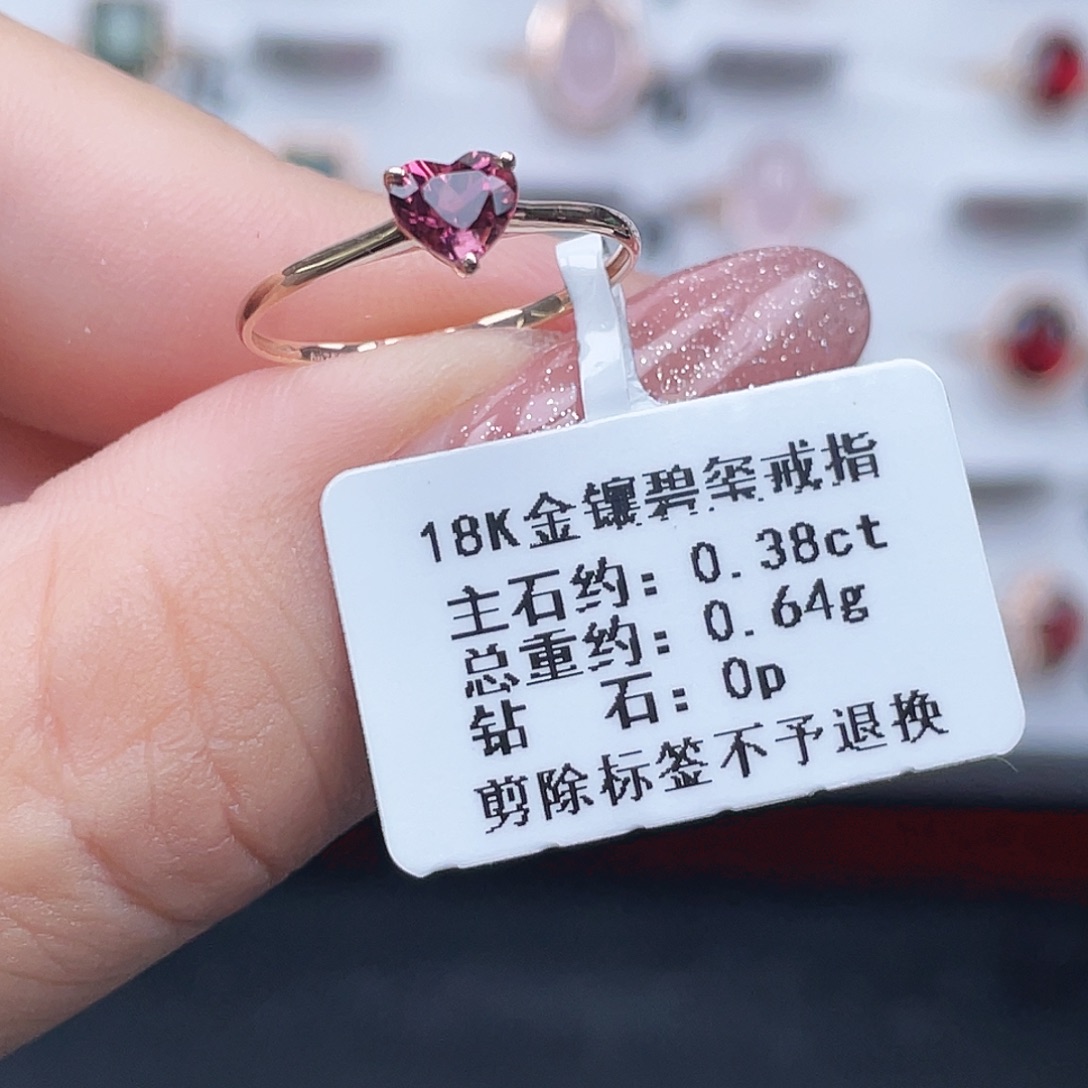 18K金镶碧玺戒指
主石约：0.38ct
总重约：0.64g
钻　石：0p
剪除标签不予退换